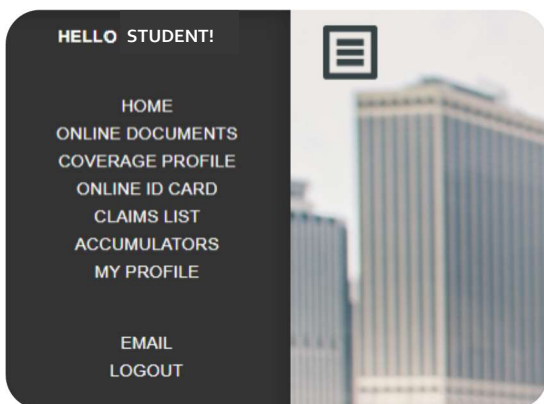 HELLO STUDENT!
HOME
ONLINE DOCUMENTS
COVERAGE PROFILE
ONLINE ID CARD
CLAIMS LIST
ACCUMULATORS
MY PROFILE
EMAIL
LOGOUT